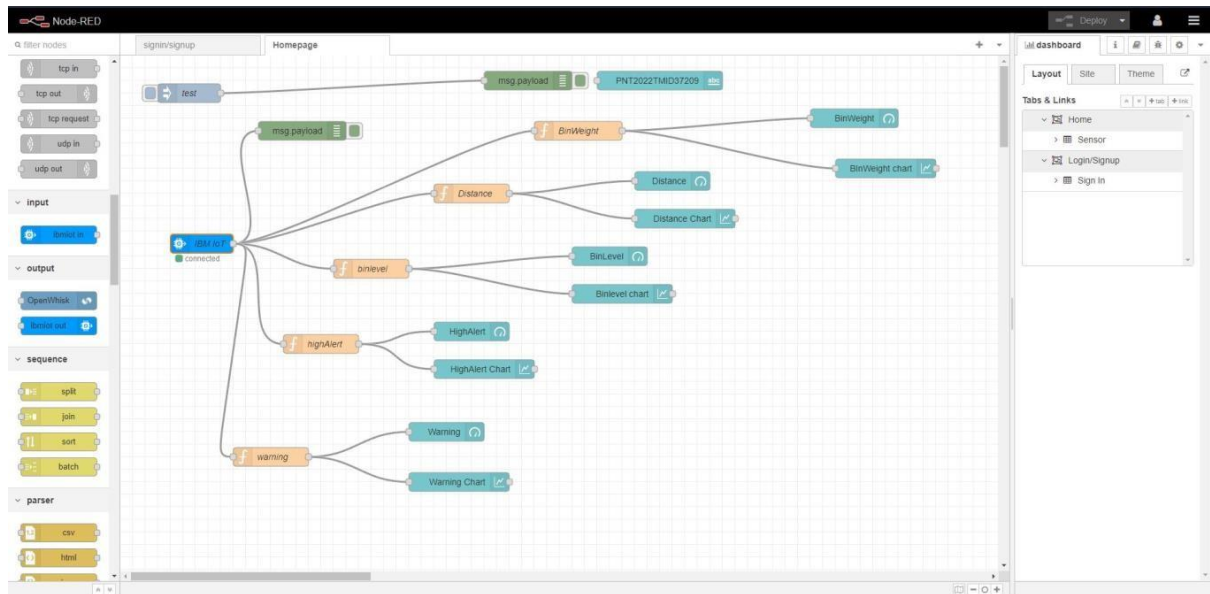 Node-RED
Deploy
filter nodes
tcp in
tcp out
tcp request
udp in
udp out
input
ibmiot in
output
OpenWhisk
ibmiot out
sequence
split
join
sort
batch
parser
csv
html
signin/signup
Homepage
test
msg.payload
PNT2022TMID37209
abc
msg.payload
BinWeight
BinWeight
BinWeight chart
Distance
Distance
Distance Chart
IBM IoT
connected
binlevel
BinLevel
Binlevel chart
highAlert
HighAlert
HighAlert Chart
warning
Warning
Warning Chart
dashboard
Layout
Site
Theme
Tabs & Links
+ tab
+ link
Home
Sensor
Login/Signup
Sign In